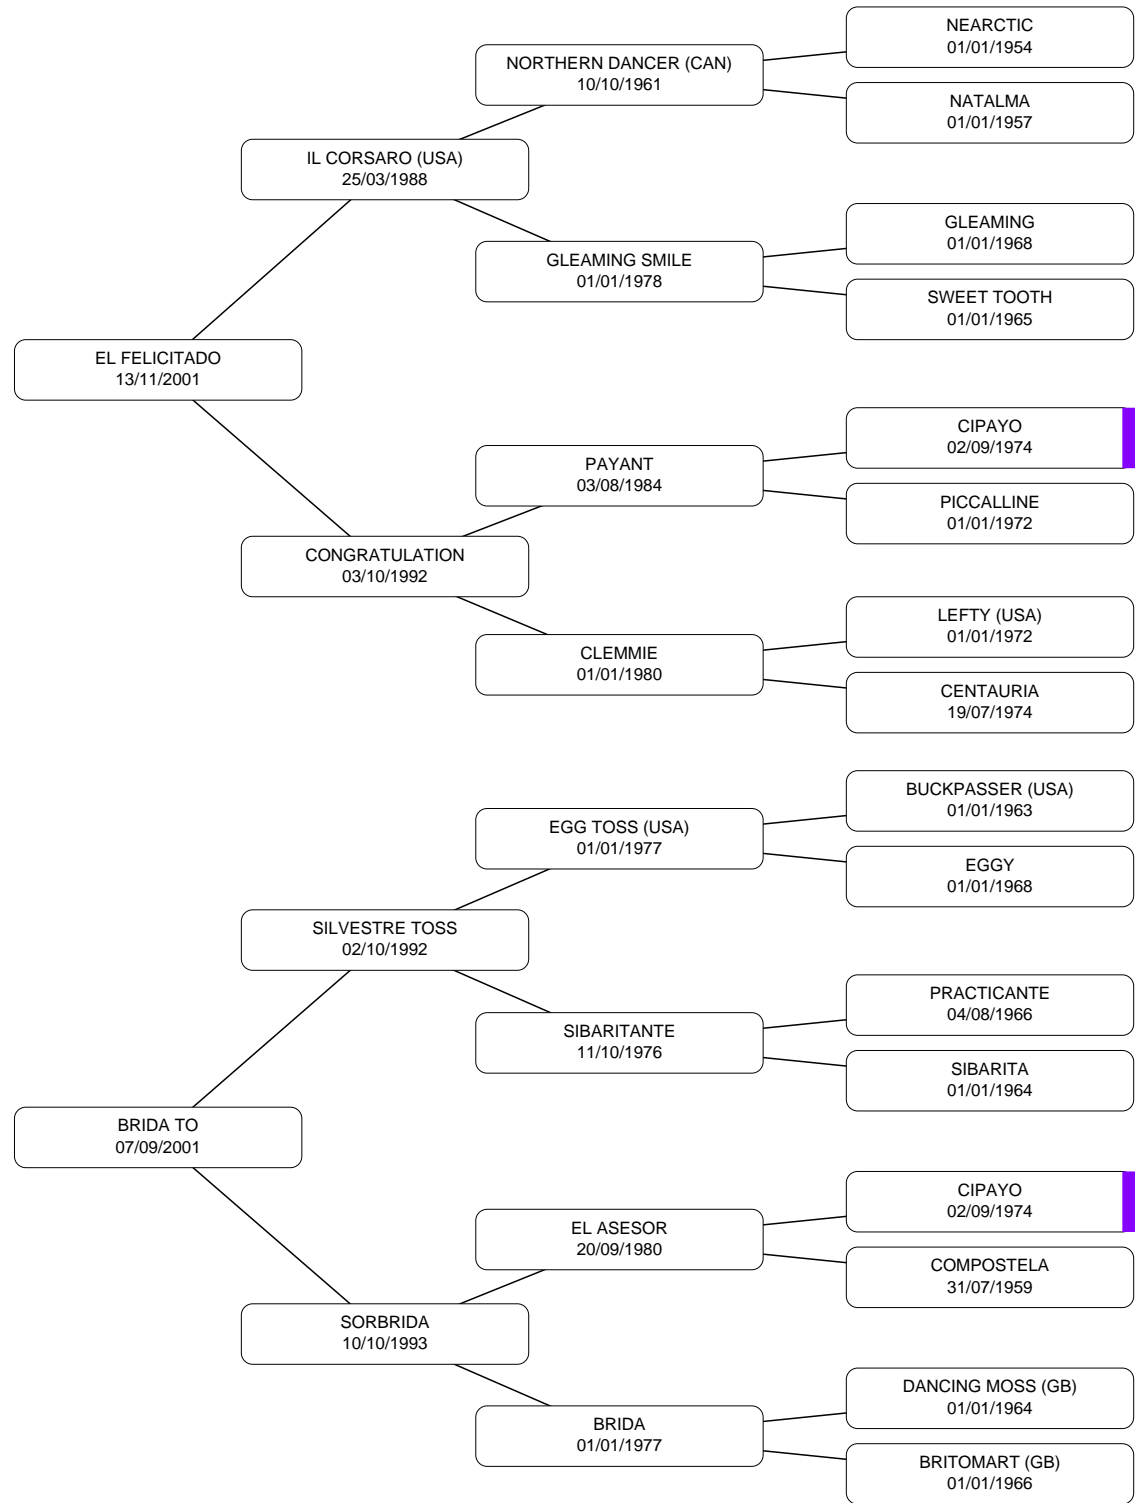 NEARCTIC
01/01/1954
NORTHERN DANCER (CAN)
10/10/1961
NATALMA
01/01/1957
IL CORSARO (USA)
25/03/1988
GLEAMING
01/01/1968
GLEAMING SMILE
01/01/1978
SWEET TOOTH
01/01/1965
EL FELICITADO
13/11/2001
CIPAYO
02/09/1974
PAYANT
03/08/1984
PICCALLINE
01/01/1972
CONGRATULATION
03/10/1992
LEFTY (USA)
01/01/1972
CLEMMIE
01/01/1980
CENTAURIA
19/07/1974
BUCKPASSER (USA)
01/01/1963
EGG TOSS (USA)
01/01/1977
EGGY
01/01/1968
SILVESTRE TOSS
02/10/1992
PRACTICANTE
04/08/1966
SIBARITANTE
11/10/1976
SIBARITA
01/01/1964
BRIDA TO
07/09/2001
CIPAYO
02/09/1974
EL ASESOR
20/09/1980
COMPOSTELA
31/07/1959
SORBRIDA
10/10/1993
DANCING MOSS (GB)
01/01/1964
BRIDA
01/01/1977
BRITOMART (GB)
01/01/1966